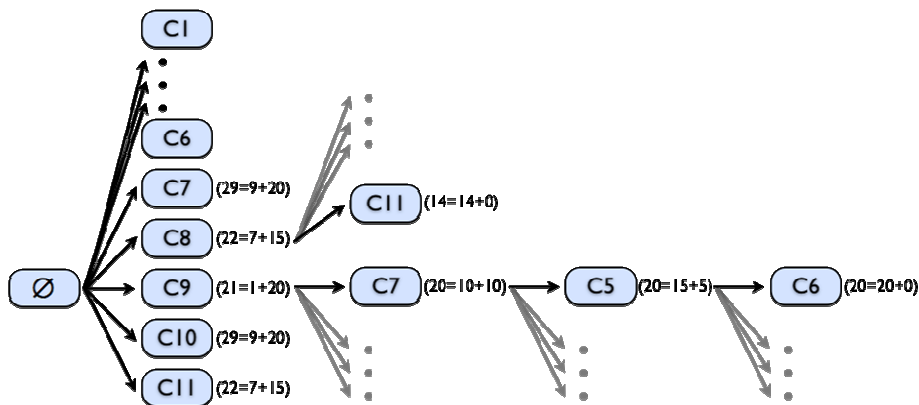 C1
C6
C7 (29=9+20)
C11 (14=14+0)
C8 (22=7+15)
Ø C9 (21=1+20) C7 (20=10+10) C5 (20=15+5) C6 (20=20+0)
C10 (29=9+20)
C11 (22=7+15)